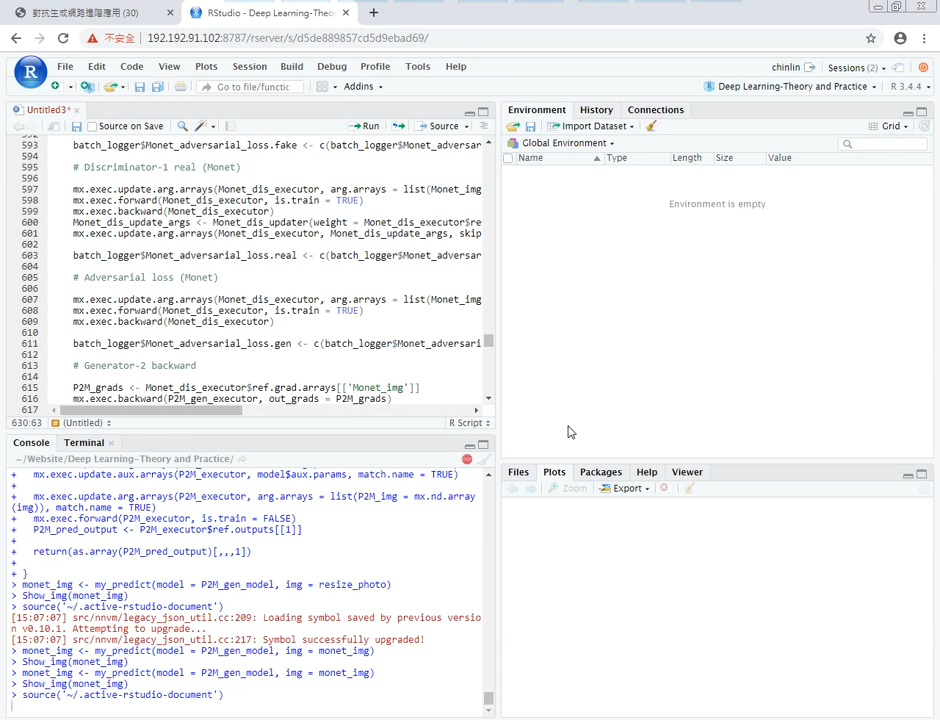 對抗生成網路進階應用 (30)
RStudio - Deep Learning-Theo
不安全
192.192.91.102:8787/rserver/s/d5de889857cd5d9ebad69/
R
File Edit Code View Plots Session Build Debug Profile Tools Help
chinlin
Sessions (2)
Go to file/functic
Addins
Deep Learning-Theory and Practice
R 3.4.4
Untitled3*
Source on Save
Run
Source
592
593 batch_logger$Monet_adversarial_loss.fake <- c(batch_logger$Monet_adversar
594
595 # Discriminator-1 real (Monet)
596
597 mx.exec.update.arg.arrays(Monet_dis_executor, arg.arrays = list(Monet_img
598 mx.exec.forward(Monet_dis_executor, is.train = TRUE)
599 mx.exec.backward(Monet_dis_executor)
600 Monet_dis_update_args <- Monet_dis_updater(weight = Monet_dis_executor$re
601 mx.exec.update.arg.arrays(Monet_dis_executor, Monet_dis_update_args, skip
602
603 batch_logger$Monet_adversarial_loss.real <- c(batch_logger$Monet_adversar
604
605 # Adversarial loss (Monet)
606
607 mx.exec.update.arg.arrays(Monet_dis_executor, arg.arrays = list(Monet_img
608 mx.exec.forward(Monet_dis_executor, is.train = TRUE)
609 mx.exec.backward(Monet_dis_executor)
610
611 batch_logger$Monet_adversarial_loss.gen <- c(batch_logger$Monet_adversari
612
613 # Generator-2 backward
614
615 P2M_grads <- Monet_dis_executor$ref.grad.arrays[['Monet_img']]
616 mx.exec.backward(P2M_gen_executor, out_grads = P2M_grads)
617
630:63 (Untitled) R Script
Console Terminal
~/Website/Deep Learning-Theory and Practice/
+ mx.exec.update.aux.arrays(P2M_executor, model$aux.params, match.name = TRUE)
+
+ mx.exec.update.arg.arrays(P2M_executor, arg.arrays = list(P2M_img = mx.nd.array
(img)), match.name = TRUE)
+ mx.exec.forward(P2M_executor, is.train = FALSE)
+ P2M_pred_output <- P2M_executor$ref.outputs[[1]]
+
+ return(as.array(P2M_pred_output)[,,,1])
+
+ }
> monet_img <- my_predict(model = P2M_gen_model, img = resize_photo)
> Show_img(monet_img)
> source('~/.active-rstudio-document')
[15:07:07] src/nnvm/legacy_json_util.cc:209: Loading symbol saved by previous versio
n v0.10.1. Attempting to upgrade...
[15:07:07] src/nnvm/legacy_json_util.cc:217: Symbol successfully upgraded!
> monet_img <- my_predict(model = P2M_gen_model, img = monet_img)
> Show_img(monet_img)
> monet_img <- my_predict(model = P2M_gen_model, img = monet_img)
> Show_img(monet_img)
> source('~/.active-rstudio-document')
Environment History Connections
Import Dataset
Grid
Global Environment
Name Type Length Size Value
Environment is empty
Files Plots Packages Help Viewer
Zoom
Export